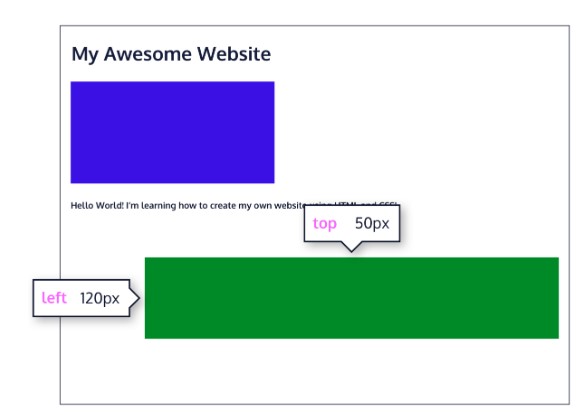 My Awesome Website
Hello World! I'm learning how to create my own website using HTML and CSS!
top 50px
left 120px